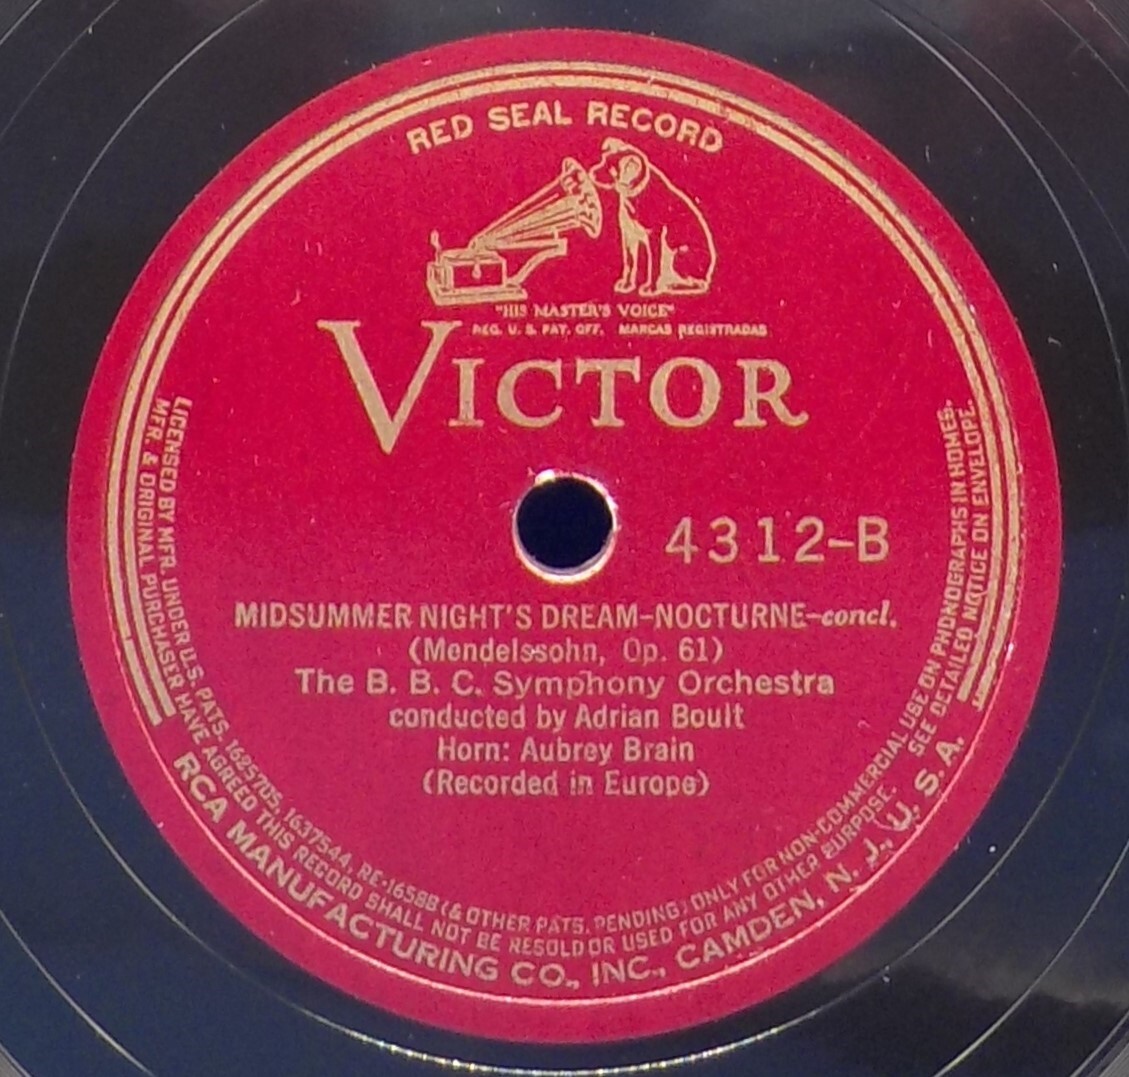 RED SEAL RECORD
"HIS MASTER'S VOICE"
REG. U. S. PAT. OFF. MARCAS REGISTRADAS
VICTOR
4312-B
MIDSUMMER NIGHT'S DREAM-NOCTURNE-concl.
(Mendelssohn, Op. 61)
The B. B. C. Symphony Orchestra
conducted by Adrian Boult
Horn: Aubrey Brain
(Recorded in Europe)
LICENSED BY MFR. UNDER U.S. PATS. 1625705, 1637544, RE-16588 (& OTHER PATS. PENDING) ONLY FOR NON-COMMERCIAL USE ON PHONOGRAPHS IN HOMES.
MFR. & ORIGINAL PURCHASER HAVE AGREED THIS RECORD SHALL NOT BE RESOLD OR USED FOR ANY OTHER PURPOSE. SEE DETAILED NOTICE ON ENVELOPE.
RCA MANUFACTURING CO., INC., CAMDEN, N. J., U. S. A.